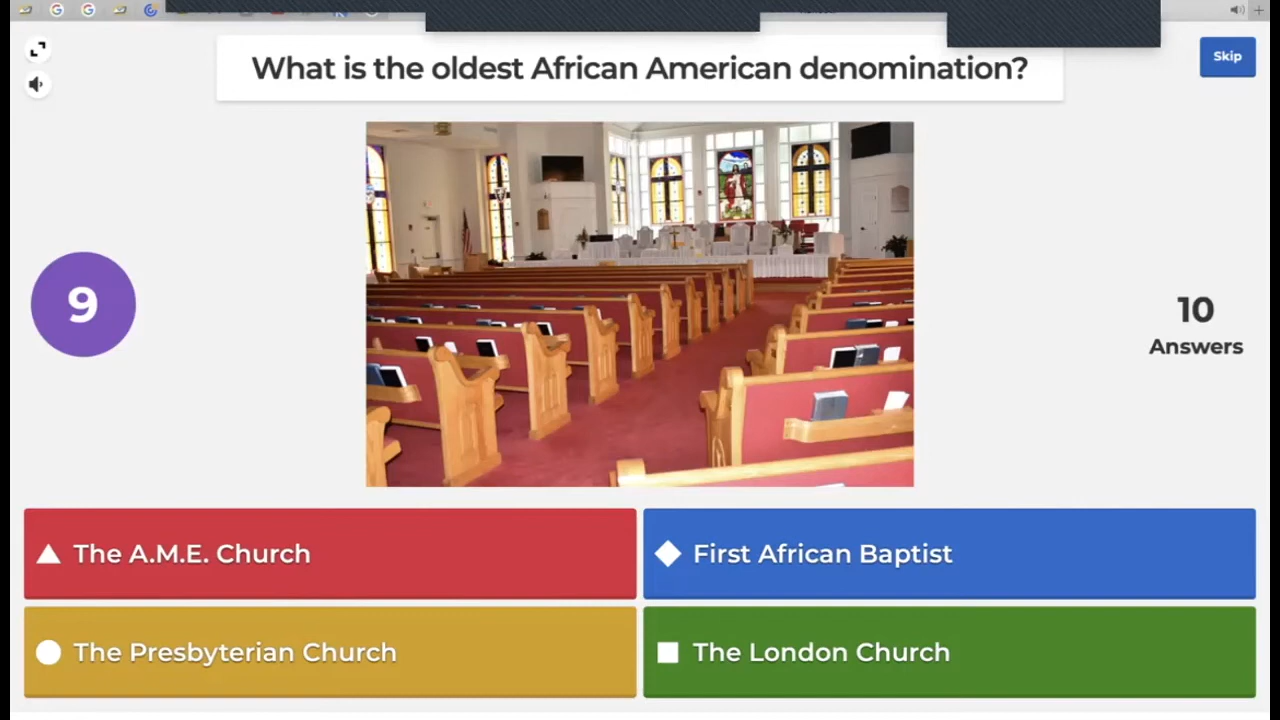 What is the oldest African American denomination?
Skip
9
10
Answers
The A.M.E. Church
First African Baptist
The Presbyterian Church
The London Church